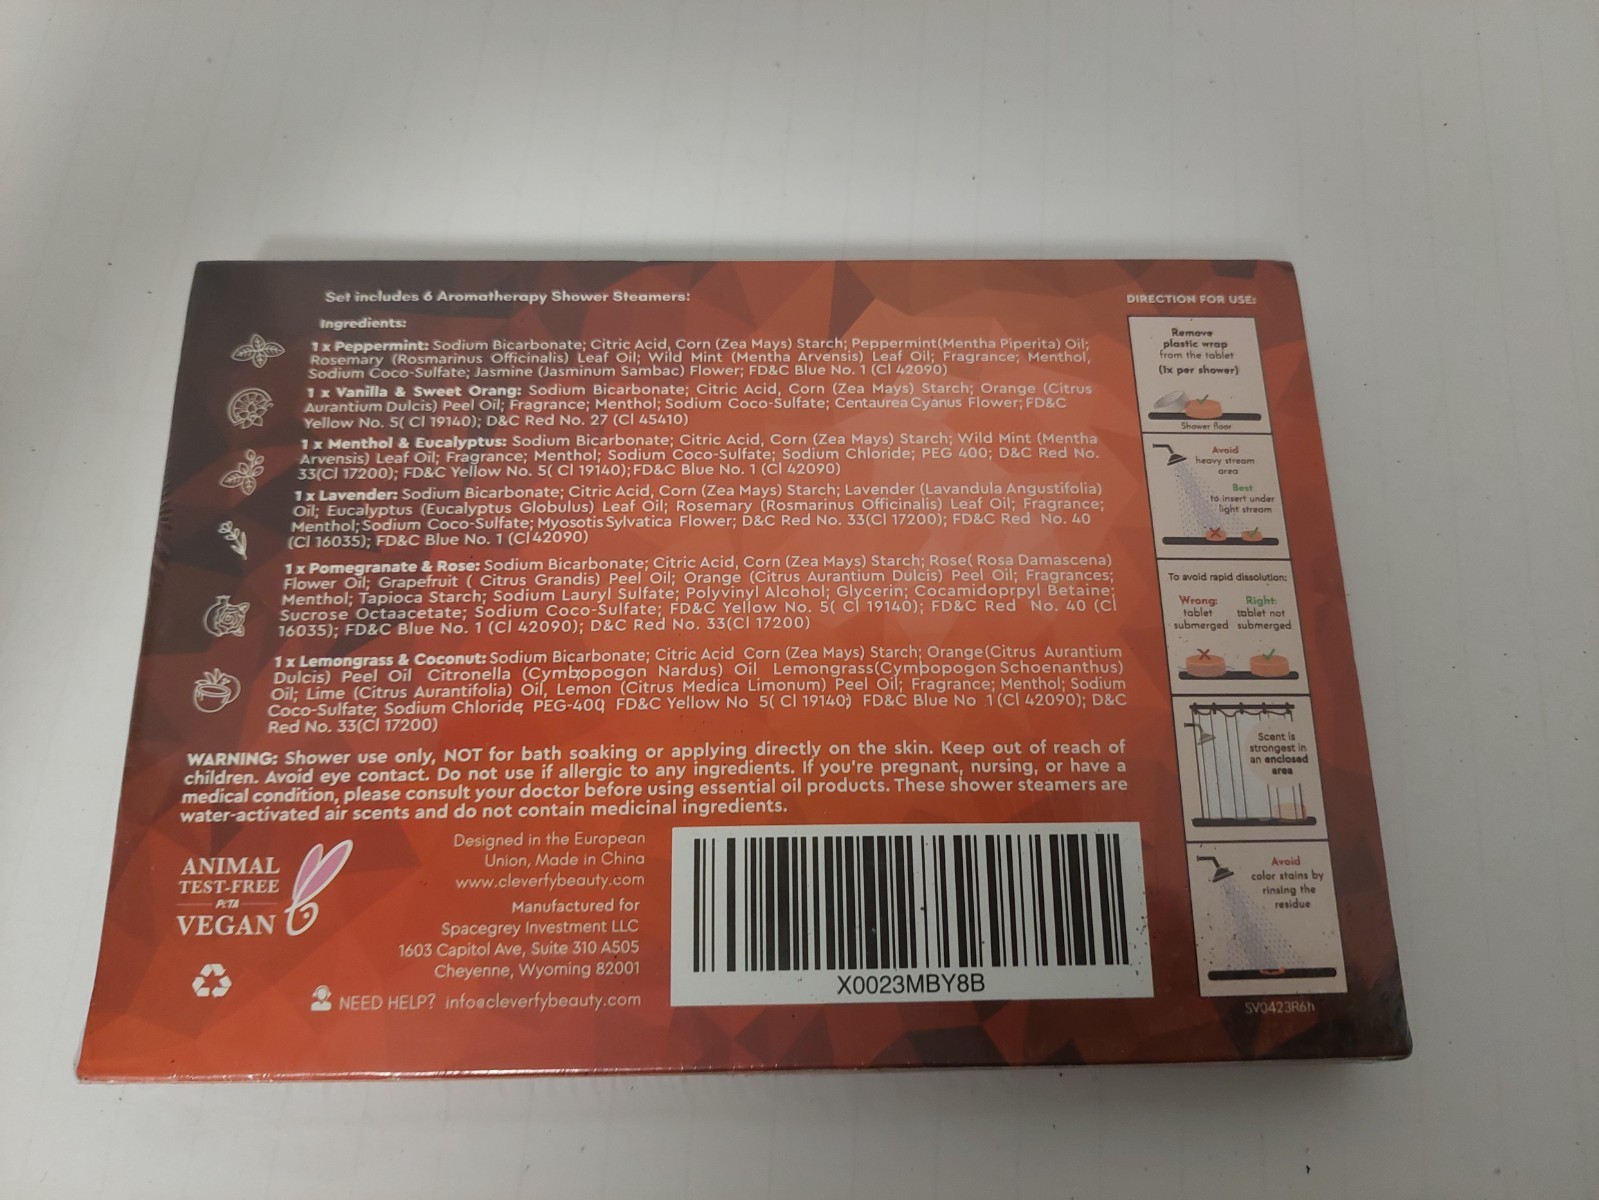 Set includes 6 Aromatherapy Shower Steamers:
Ingredients:
1 x Peppermint: Sodium Bicarbonate; Citric Acid, Corn (Zea Mays) Starch; Peppermint(Mentha Piperita) Oil;
Rosemary (Rosmarinus Officinalis) Leaf Oil; Wild Mint (Mentha Arvensis) Leaf Oil; Fragrance; Menthol,
Sodium Coco-Sulfate; Jasmine (Jasminum Sambac) Flower; FD&C Blue No. 1 (Cl 42090)
1 x Vanilla & Sweet Orang: Sodium Bicarbonate; Citric Acid, Corn (Zea Mays) Starch; Orange (Citrus
Aurantium Dulcis) Peel Oil; Fragrance; Menthol; Sodium Coco-Sulfate; Centaurea Cyanus Flower; FD&C
Yellow No. 5( Cl 19140); D&C Red No. 27 (Cl 45410)
1 x Menthol & Eucalyptus: Sodium Bicarbonate; Citric Acid, Corn (Zea Mays) Starch; Wild Mint (Mentha
Arvensis) Leaf Oil; Fragrance; Menthol; Sodium Coco-Sulfate; Sodium Chloride; PEG 400; D&C Red No.
33(Cl 17200); FD&C Yellow No. 5( Cl 19140); FD&C Blue No. 1 (Cl 42090)
1 x Lavender: Sodium Bicarbonate; Citric Acid, Corn (Zea Mays) Starch; Lavender (Lavandula Angustifolia)
Oil; Eucalyptus (Eucalyptus Globulus) Leaf Oil; Rosemary (Rosmarinus Officinalis) Leaf Oil; Fragrance;
Menthol; Sodium Coco-Sulfate; Myosotis Sylvatica Flower; D&C Red No. 33(Cl 17200); FD&C Red No. 40
(Cl 16035); FD&C Blue No. 1 (Cl 42090)
1 x Pomegranate & Rose: Sodium Bicarbonate; Citric Acid, Corn (Zea Mays) Starch; Rose( Rosa Damascena)
Flower Oil; Grapefruit ( Citrus Grandis) Peel Oil; Orange (Citrus Aurantium Dulcis) Peel Oil; Fragrances;
Menthol; Tapioca Starch; Sodium Lauryl Sulfate; Polyvinyl Alcohol; Glycerin; Cocamidoprpyl Betaine;
Sucrose Octaacetate; Sodium Coco-Sulfate; FD&C Yellow No. 5( Cl 19140); FD&C Red No. 40 (Cl
16035); FD&C Blue No. 1 (Cl 42090); D&C Red No. 33(Cl 17200)
1 x Lemongrass & Coconut: Sodium Bicarbonate; Citric Acid Corn (Zea Mays) Starch; Orange(Citrus Aurantium
Dulcis) Peel Oil Citronella (Cymbopogon Nardus) Oil Lemongrass(Cymbopogon Schoenanthus)
Oil; Lime (Citrus Aurantifolia) Oil, Lemon (Citrus Medica Limonum) Peel Oil; Fragrance; Menthol; Sodium
Coco-Sulfate; Sodium Chloride, PEG-400, FD&C Yellow No 5( Cl 19140) FD&C Blue No .1 (Cl 42090); D&C
Red No. 33(Cl 17200)
WARNING: Shower use only, NOT for bath soaking or applying directly on the skin. Keep out of reach of
children. Avoid eye contact. Do not use if allergic to any ingredients. If you're pregnant, nursing, or have a
medical condition, please consult your doctor before using essential oil products. These shower steamers are
water-activated air scents and do not contain medicinal ingredients.
ANIMAL
TEST-FREE
PETA
VEGAN
Designed in the European
Union, Made in China
www.cleverfybeauty.com
Manufactured for
Spacegrey Investment LLC
1603 Capitol Ave, Suite 310 A505
Cheyenne, Wyoming 82001
NEED HELP? info@cleverfybeauty.com
X0023MBY8B
DIRECTION FOR USE:
Remove
plastic wrap
from the tablet
(1x per shower)
Shower floor
Avoid
heavy stream
area
Best
to insert under
light stream
To avoid rapid dissolution:
Wrong: Right:
tablet tablet not
submerged submerged
Scent is
strongest in
an enclosed
area
Avoid
color stains by
rinsing the
residue
SV0423R6h